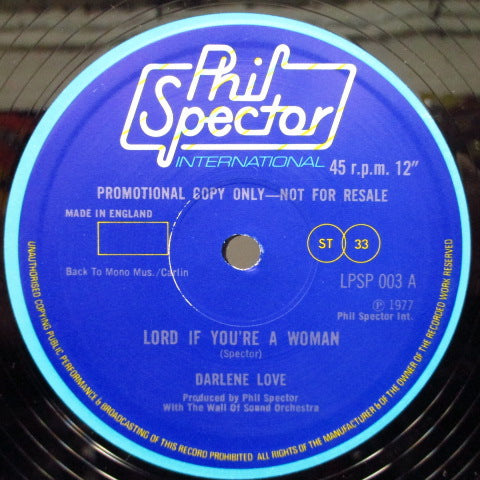 Phil
Spector
INTERNATIONAL
45 r.p.m. 12"
PROMOTIONAL COPY ONLY—NOT FOR RESALE
MADE IN ENGLAND
ST 33
Back To Mono Mus./Carlin
LPSP 003 A
℗ 1977
Phil Spector Int.
LORD IF YOU'RE A WOMAN
(Spector)
DARLENE LOVE
Produced by Phil Spector
With The Wall Of Sound Orchestra
UNAUTHORISED COPYING PUBLIC PERFORMANCE & BROADCASTING OF THIS RECORD PROHIBITED ALL RIGHTS OF THE MANUFACTURER & OF THE OWNER OF THE RECORDED WORK RESERVED